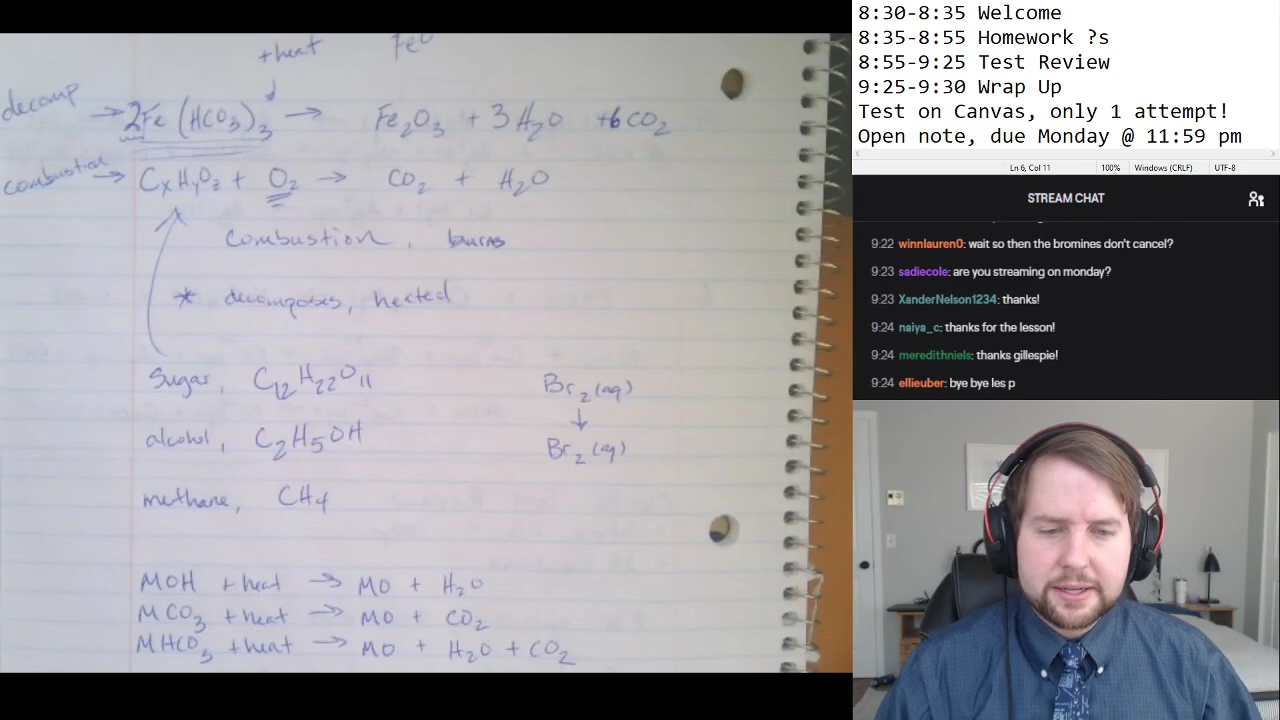 +heat
decomp → 2Fe(HCO3)3 → Fe2O3 + 3H2O + 6CO2
combustion → CxHyOz + O2 → CO2 + H2O
combustion, burns
* decomposes, heated
Sugar, C12H22O11
Br2(aq)
↓
alcohol, C2H5OH
Br2(aq)
methane, CH4
MOH + heat → MO + H2O
MCO3 + heat → MO + CO2
MHCO3 + heat → MO + H2O + CO2
8:30-8:35 Welcome
8:35-8:55 Homework ?s
8:55-9:25 Test Review
9:25-9:30 Wrap Up
Test on Canvas, only 1 attempt!
Open note, due Monday @ 11:59 pm
Ln 6, Col 11 100% Windows (CRLF) UTF-8
STREAM CHAT
9:22 winnlauren0: wait so then the bromines don't cancel?
9:23 sadiecole: are you streaming on monday?
9:23 XanderNelson1234: thanks!
9:24 naiya_c: thanks for the lesson!
9:24 meredithniels: thanks gillespie!
9:24 ellieuber: bye bye les p